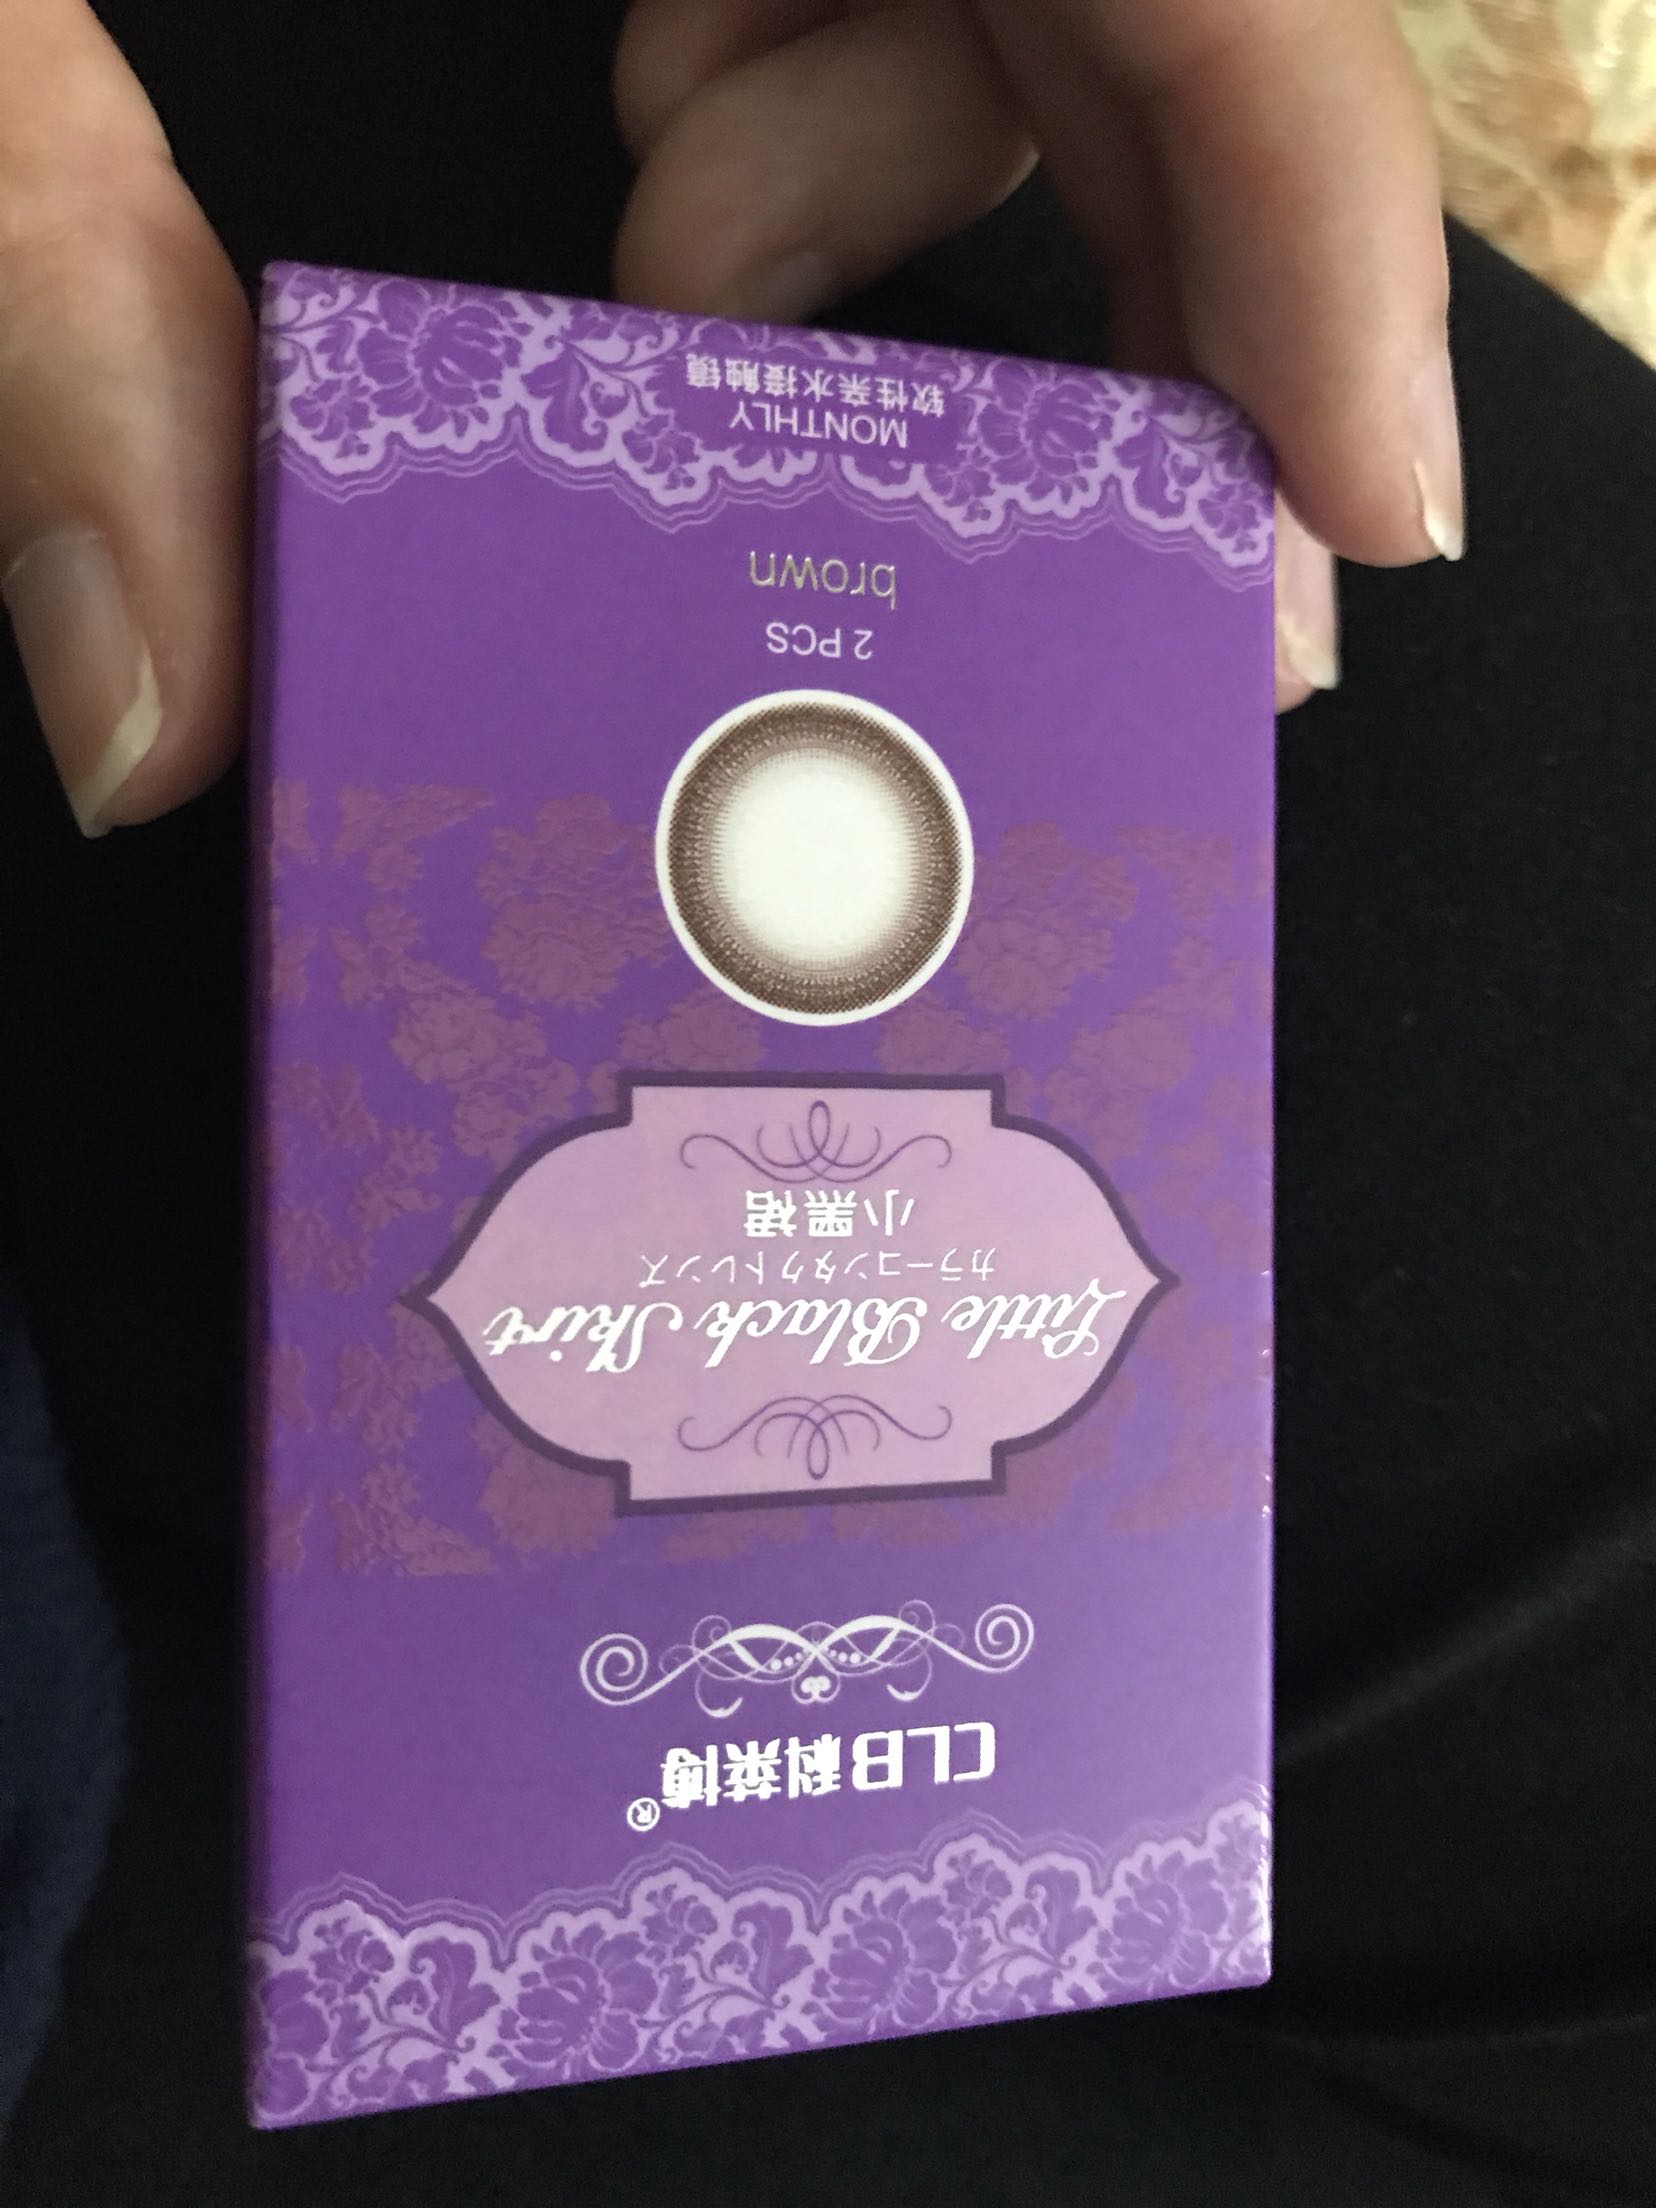 CLB科莱博®
Little Black Skirt
カラーコンタクトレンズ
小黑裙
2 PCS
brown
MONTHLY
软性亲水接触镜